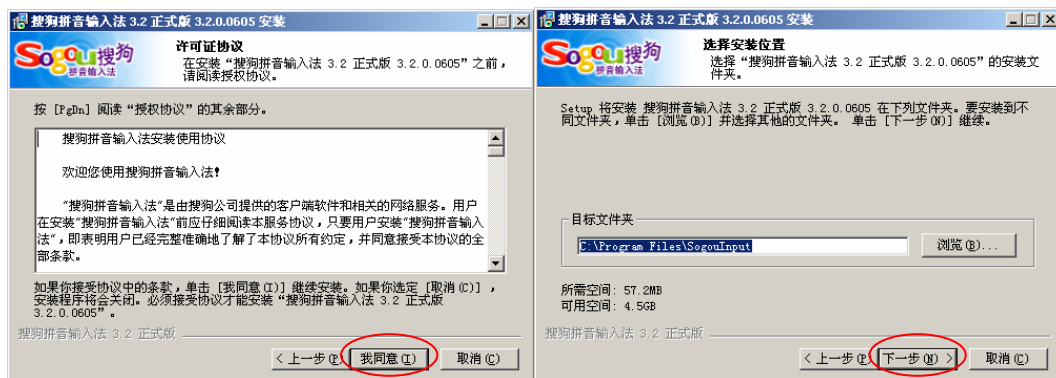 搜狗拼音输入法 3.2 正式版 3.2.0.0605 安装
Sogou搜狗
拼音输入法
许可证协议
在安装“搜狗拼音输入法 3.2 正式版 3.2.0.0605”之前，
请阅读授权协议。
按 [PgDn] 阅读“授权协议”的其余部分。
搜狗拼音输入法安装使用协议
欢迎您使用搜狗拼音输入法！
“搜狗拼音输入法”是由搜狗公司提供的客户端软件和相关的网络服务。用户
在安装“搜狗拼音输入法”前应仔细阅读本服务协议，只要用户安装“搜狗拼音输入
法”，即表明用户已经完整准确地了解了本协议所有约定，并同意接受本协议的全
部条款。
如果你接受协议中的条款，单击 [我同意(I)] 继续安装。如果你选定 [取消(C)] ，
安装程序将会关闭。必须接受协议才能安装“搜狗拼音输入法 3.2 正式版
3.2.0.0605”。
搜狗拼音输入法 3.2 正式版
< 上一步(P)
我同意(I)
取消(C)
搜狗拼音输入法 3.2 正式版 3.2.0.0605 安装
Sogou搜狗
拼音输入法
选择安装位置
选择“搜狗拼音输入法 3.2 正式版 3.2.0.0605”的安装文
件夹。
Setup 将安装 搜狗拼音输入法 3.2 正式版 3.2.0.0605 在下列文件夹。要安装到不
同文件夹，单击 [浏览(B)] 并选择其他的文件夹。 单击 [下一步(N)] 继续。
目标文件夹
C:\Program Files\SogouInput
浏览(B)...
所需空间: 57.2MB
可用空间: 4.5GB
搜狗拼音输入法 3.2 正式版
< 上一步(P)
下一步(N) >
取消(C)